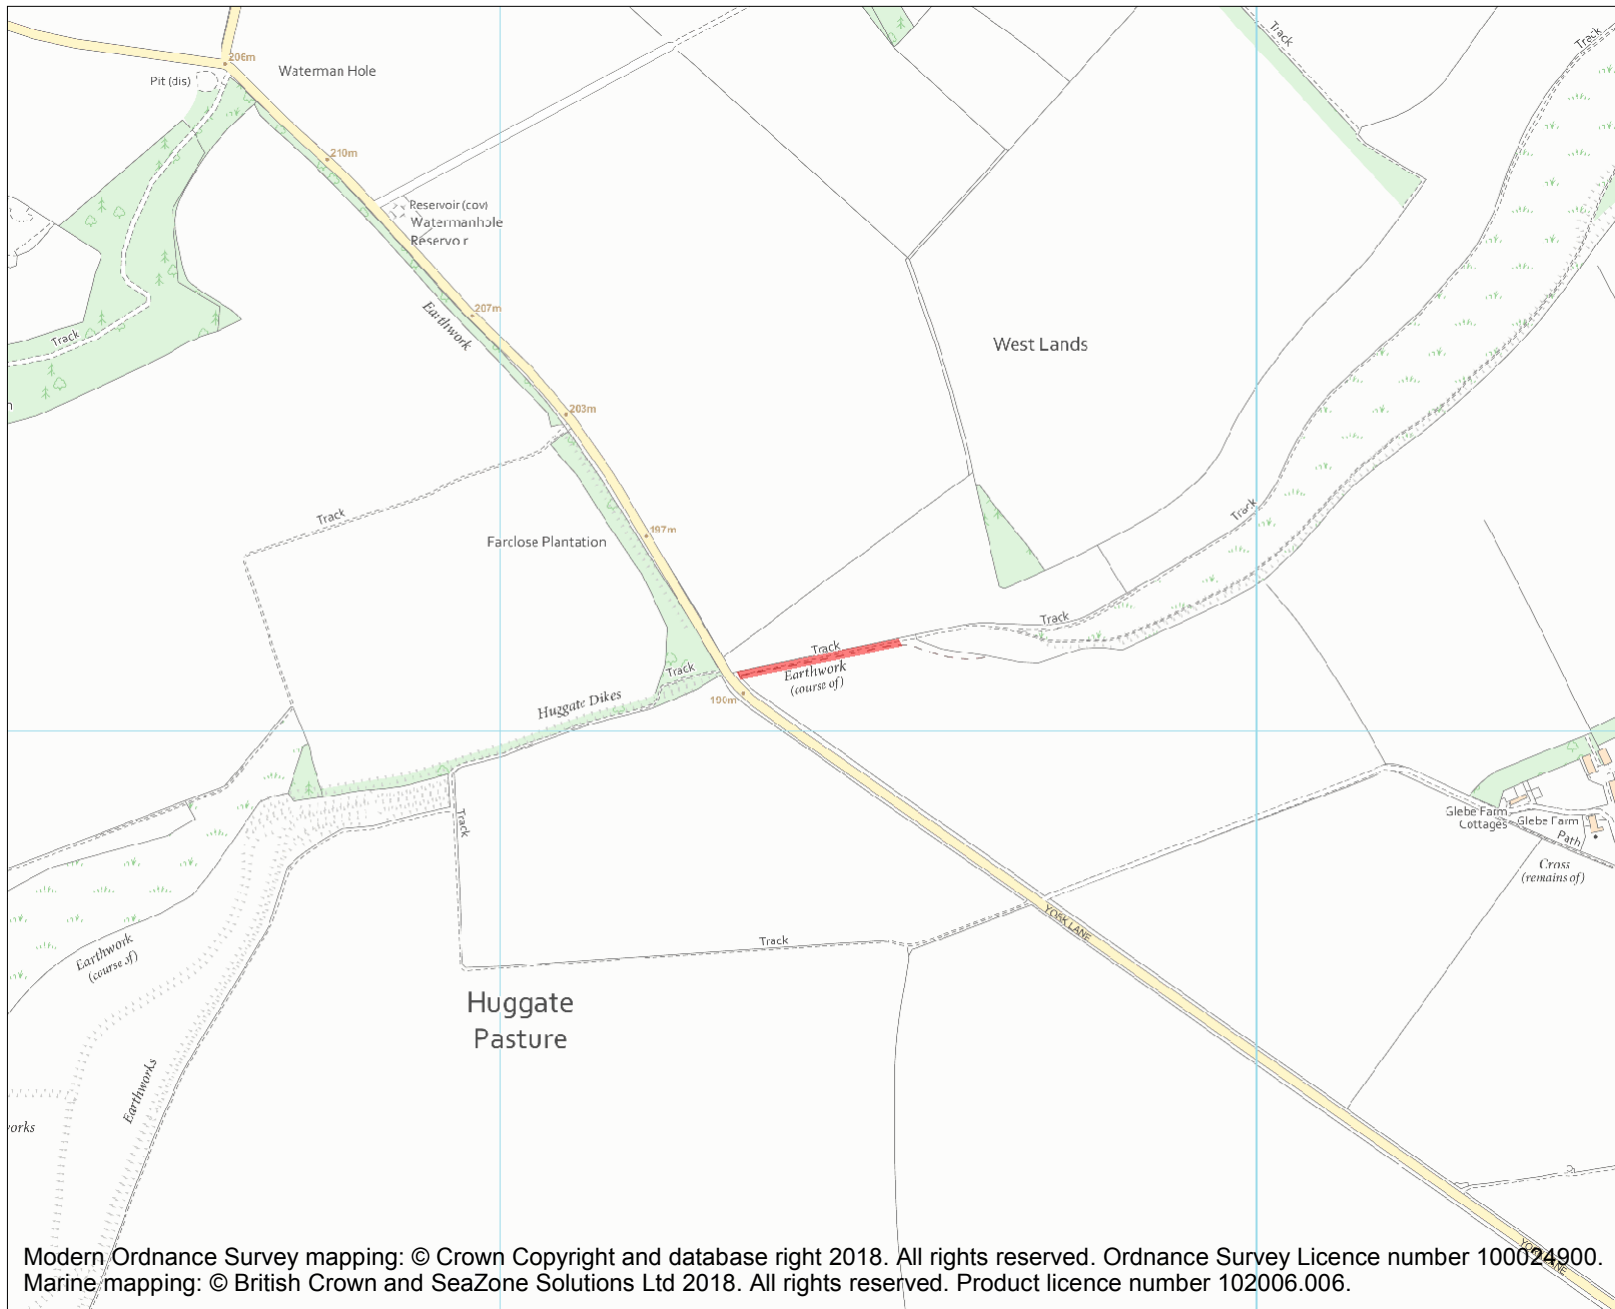 206m
Waterman Hole
Pit (dis)
Track
Track
210m
Reservoir (cov)
Watermanhole
Reservoir
Earthwork
207m
Track
West Lands
203m
Track
197m
Farclose Plantation
Track
Track
Track
Track
Earthwork
(course of)
Huggate Dikes
190m
Track
Glebe Farm
Cottages
Glebe Farm
Path
Cross
(remains of)
YORK LANE
Track
Earthwork
(course of)
Huggate
Pasture
Earthworks
orks
YORK LANE
Modern Ordnance Survey mapping: © Crown Copyright and database right 2018. All rights reserved. Ordnance Survey Licence number 100024900.
Marine mapping: © British Crown and SeaZone Solutions Ltd 2018. All rights reserved. Product licence number 102006.006.